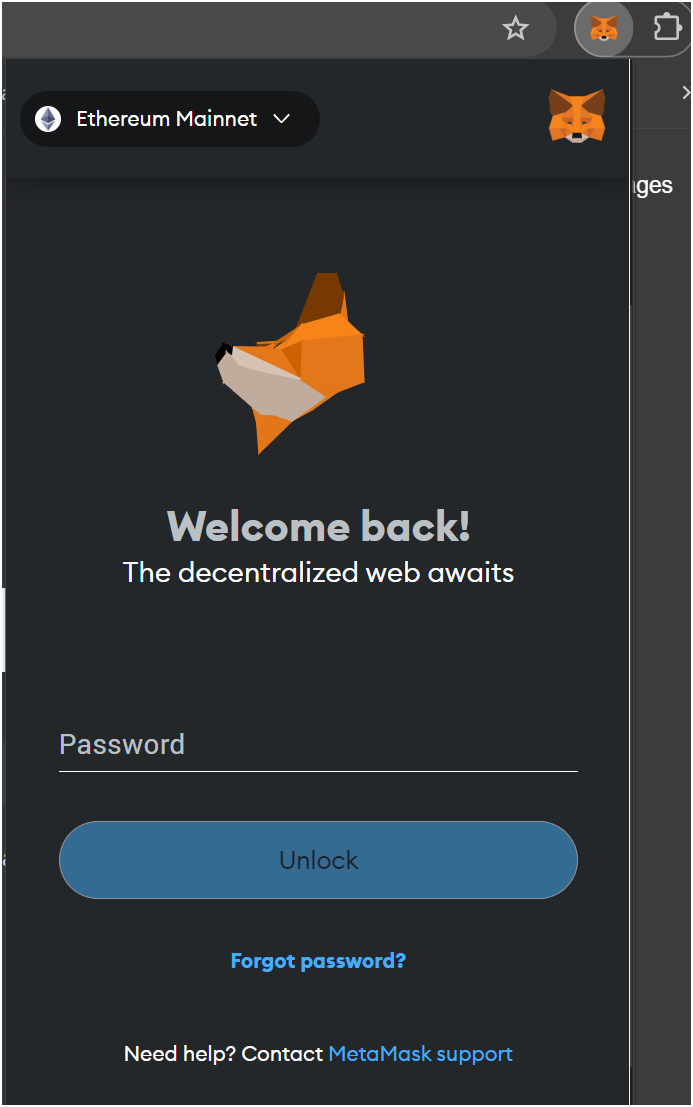 Ethereum Mainnet
Welcome back!
The decentralized web awaits
Password
Unlock
Forgot password?
Need help? Contact MetaMask support